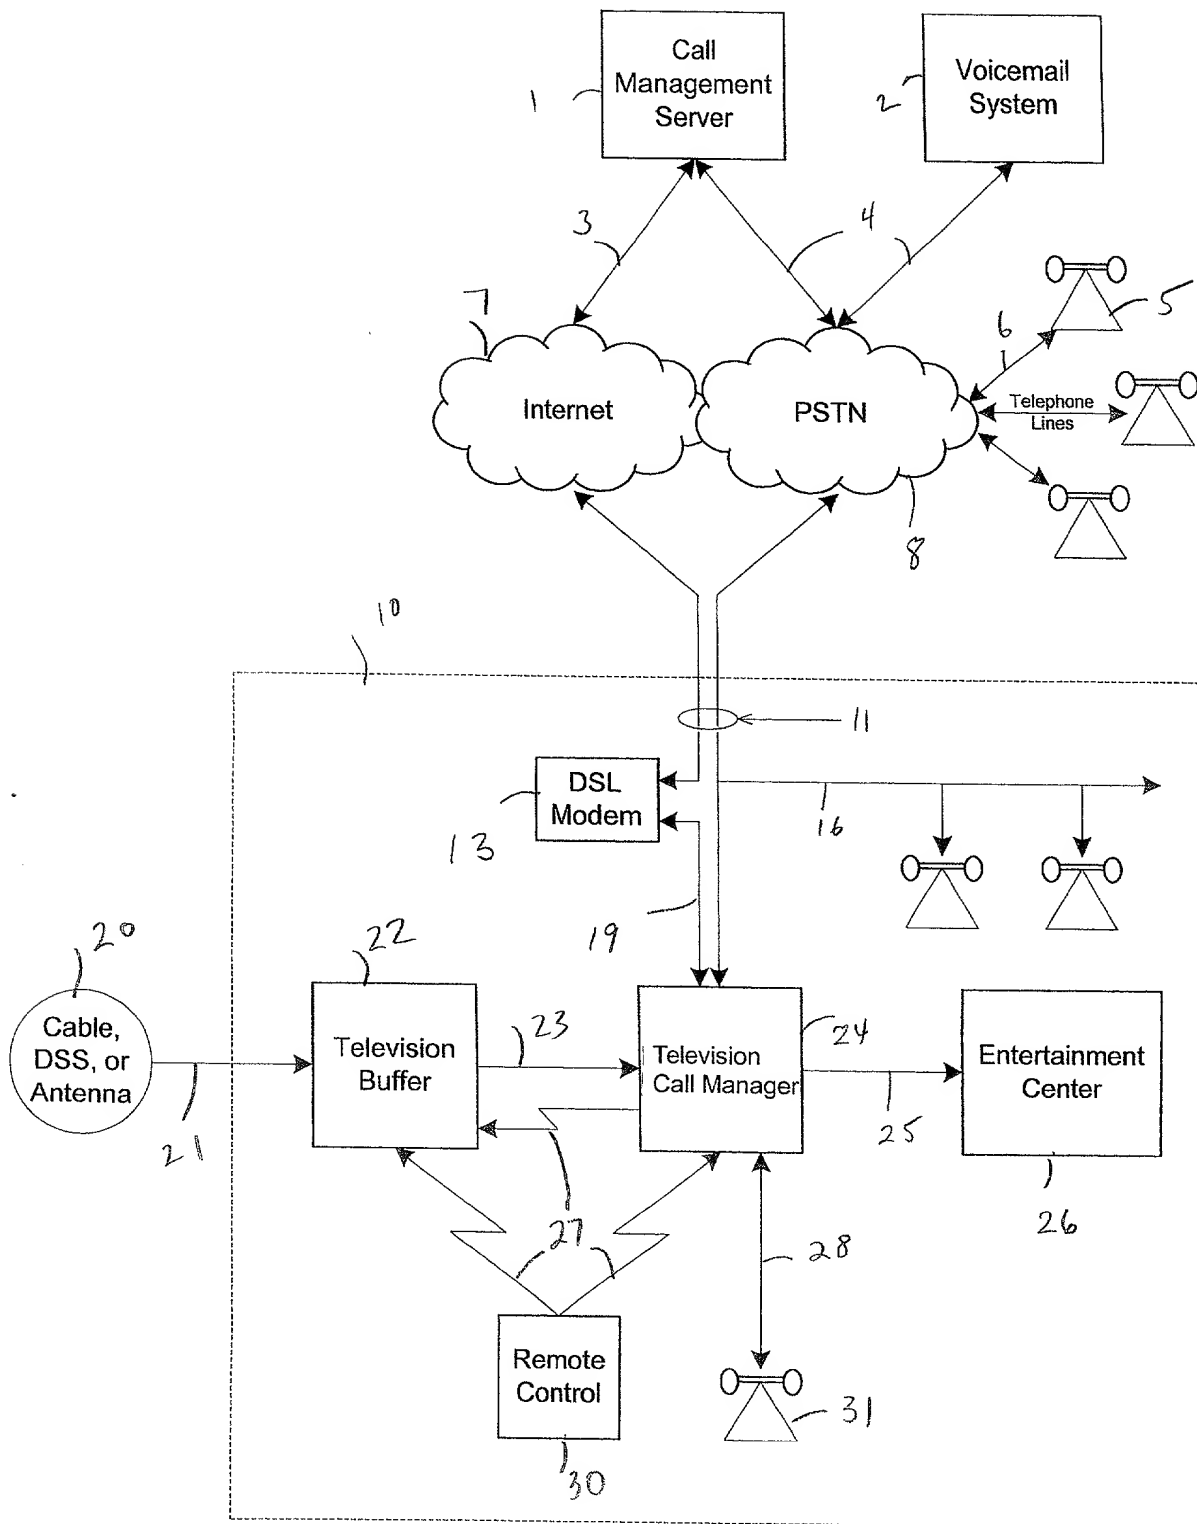 Call
Management
Server
1
Voicemail
System
2
3
4
7
6
5
Internet
PSTN
Telephone
Lines
8
10
11
DSL
Modem
13
16
19
20
22
Cable,
DSS, or
Antenna
21
Television
Buffer
23
Television
Call Manager
24
25
Entertainment
Center
26
27
28
Remote
Control
30
31